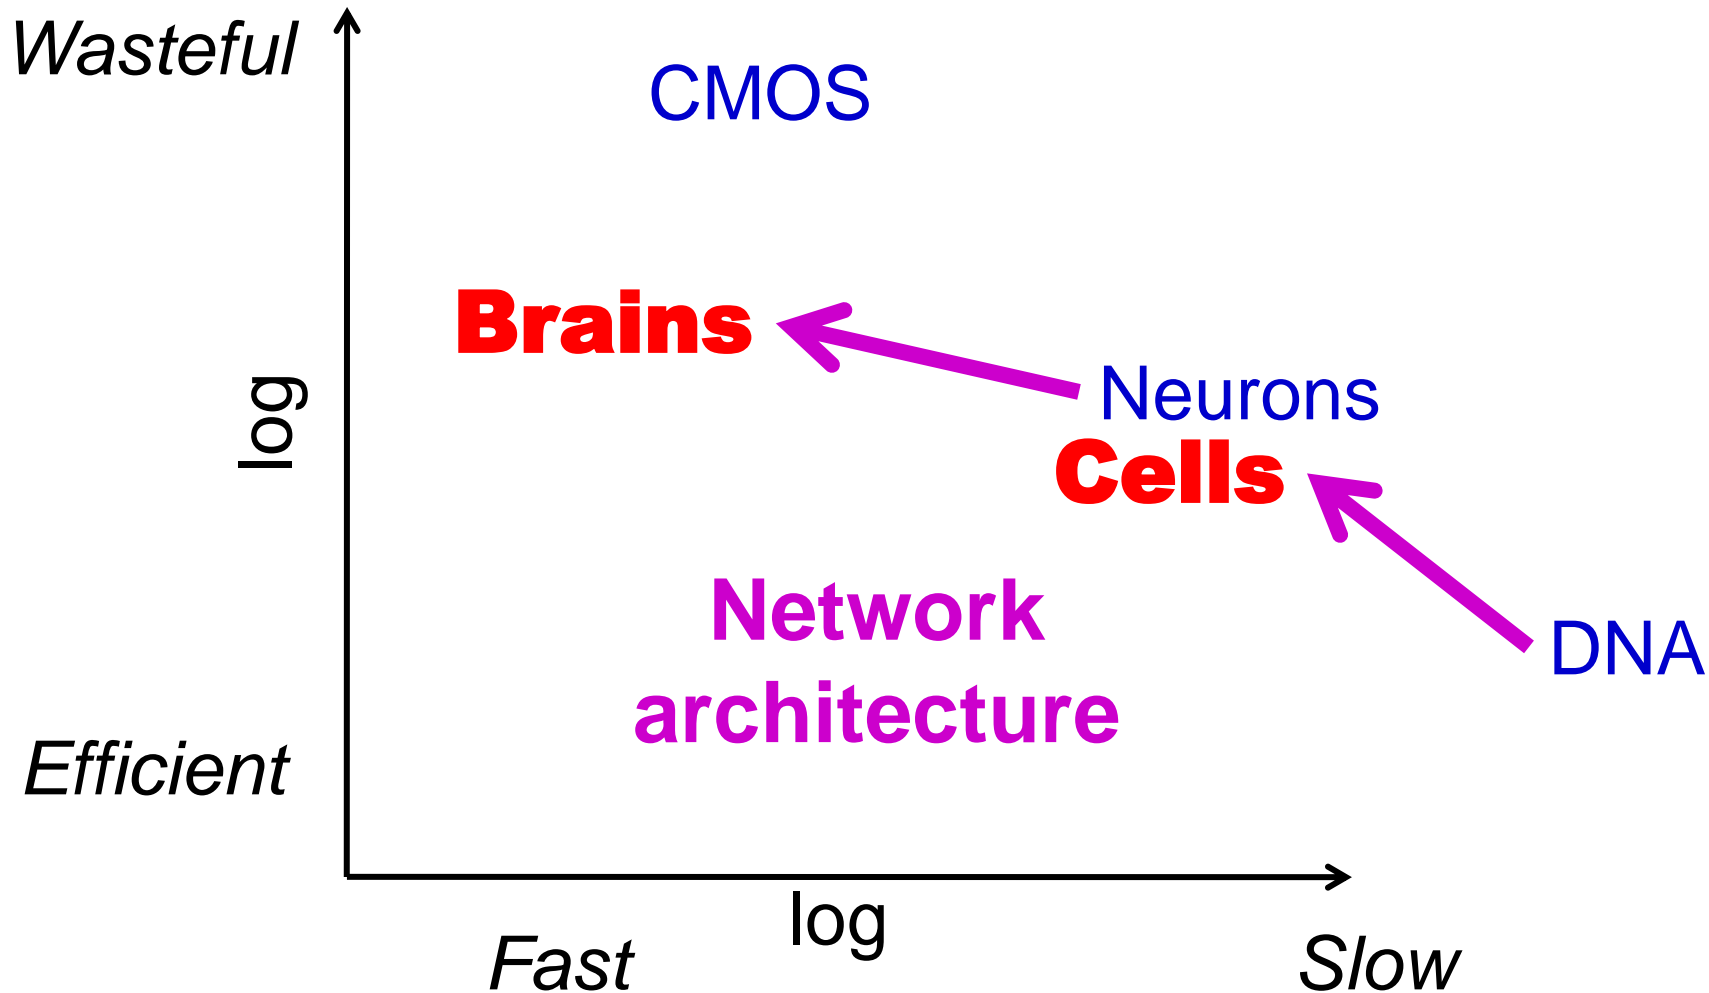 Wasteful
CMOS
Brains
Neurons
log
Cells
Network
architecture
DNA
Efficient
log
Fast
Slow